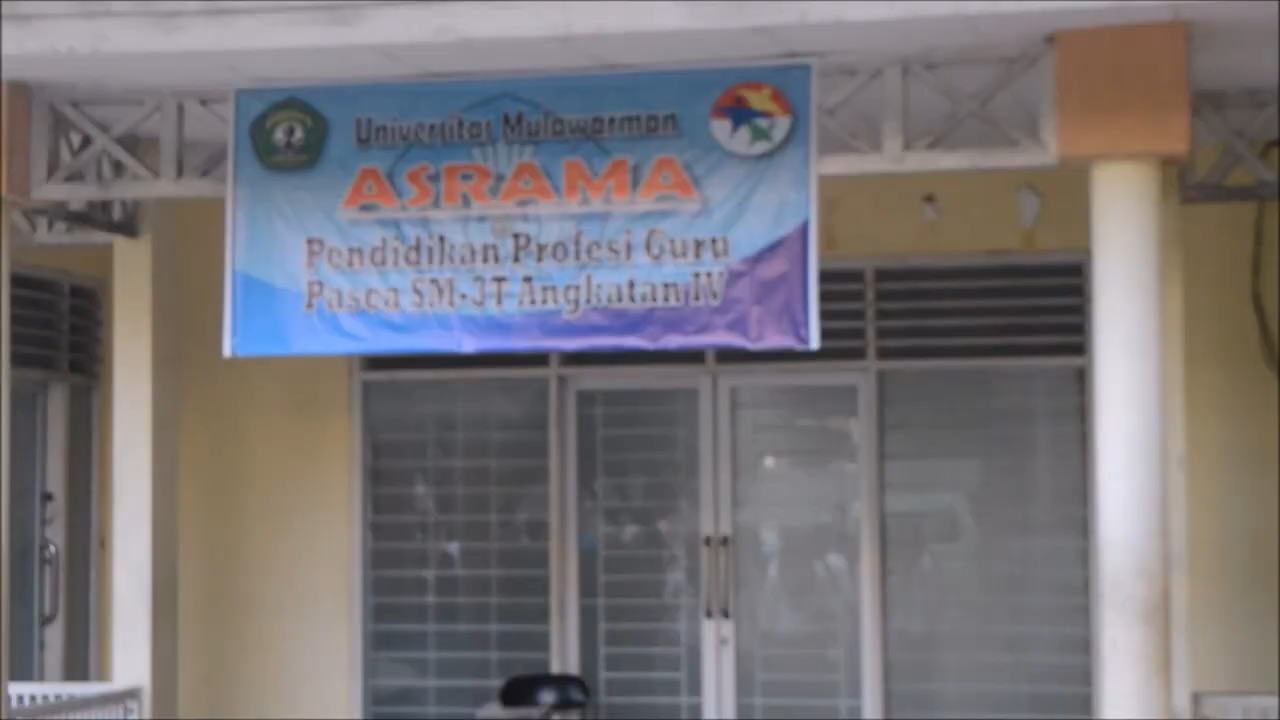 Universitas Mulawarman
ASRAMA
Pendidikan Profesi Guru
Pasca SM-3T Angkatan IV